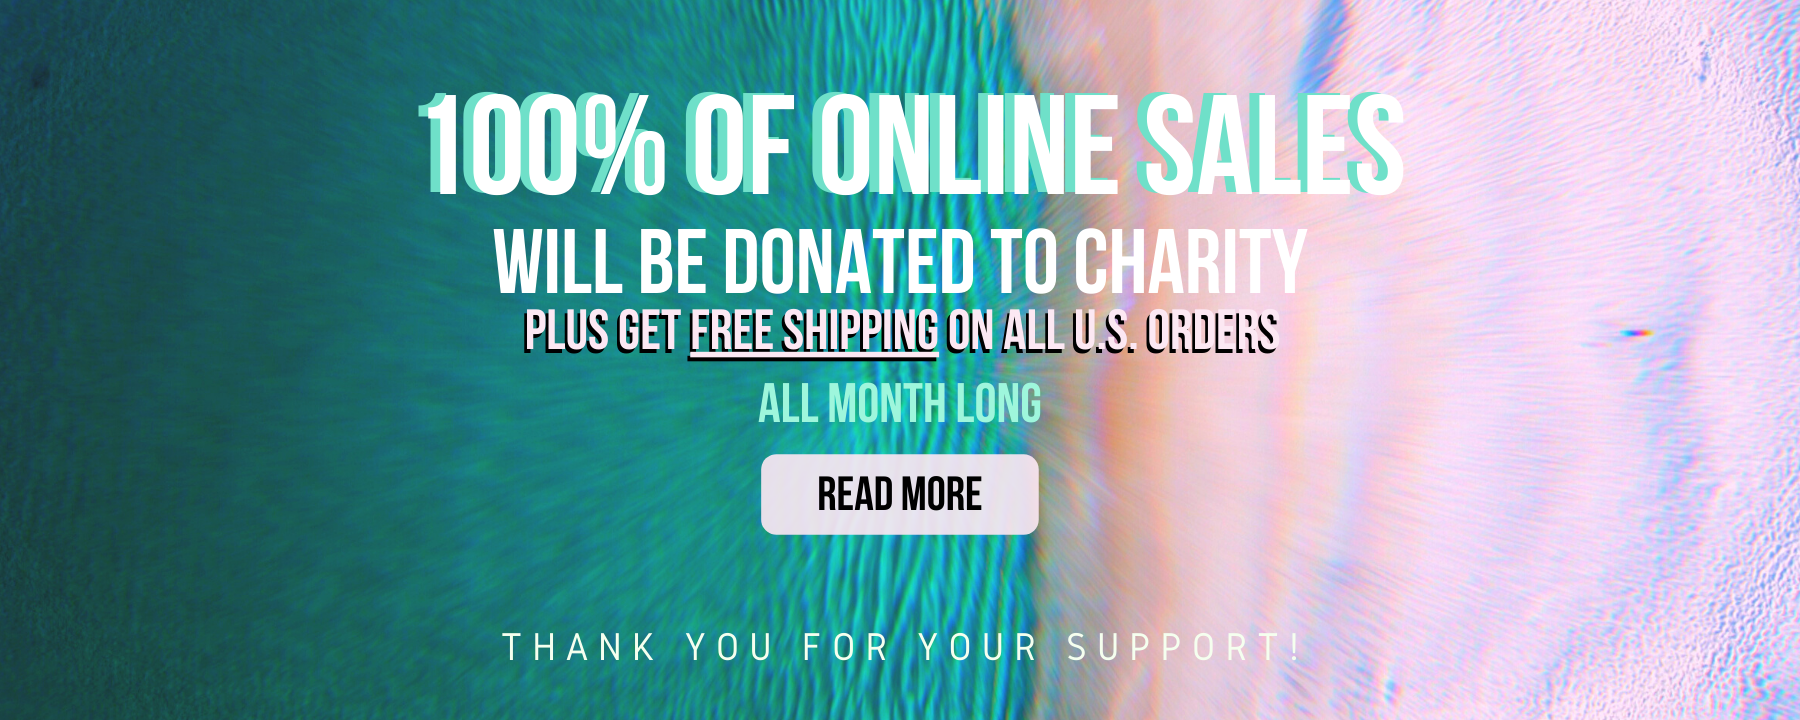 100% OF ONLINE SALES
WILL BE DONATED TO CHARITY
PLUS GET FREE SHIPPING ON ALL U.S. ORDERS
ALL MONTH LONG
READ MORE
THANK YOU FOR YOUR SUPPORT!